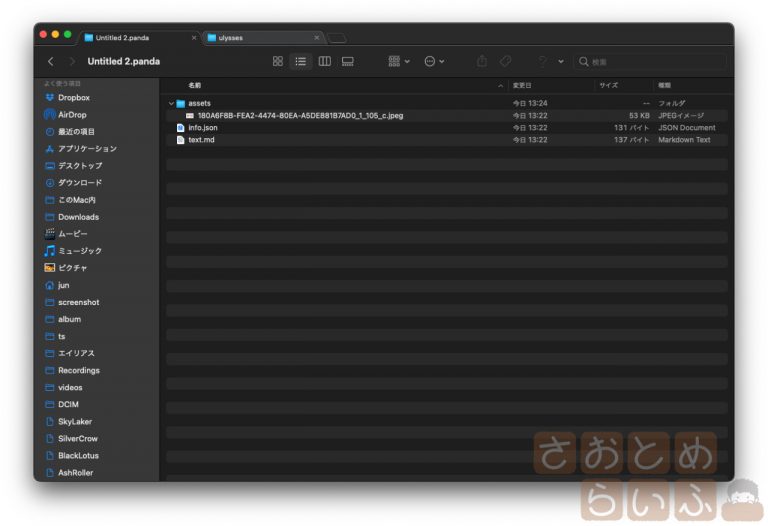 Untitled 2.panda
ulysses
Untitled 2.panda
検索
よく使う項目
Dropbox
AirDrop
最近の項目
アプリケーション
デスクトップ
ダウンロード
このMac内
Downloads
ムービー
ミュージック
ピクチャ
jun
screenshot
album
ts
エイリアス
Recordings
videos
DCIM
SkyLaker
SilverCrow
BlackLotus
AshRoller
名前 変更日 サイズ 種類
assets 今日 13:24 -- フォルダ
180A6F8B-FEA2-4474-80EA-A5DE881B7AD0_1_105_c.jpeg 今日 13:22 53 KB JPEGイメージ
info.json 今日 13:22 131 バイト JSON Document
text.md 今日 13:22 137 バイト Markdown Text
さおとめ
らいふ